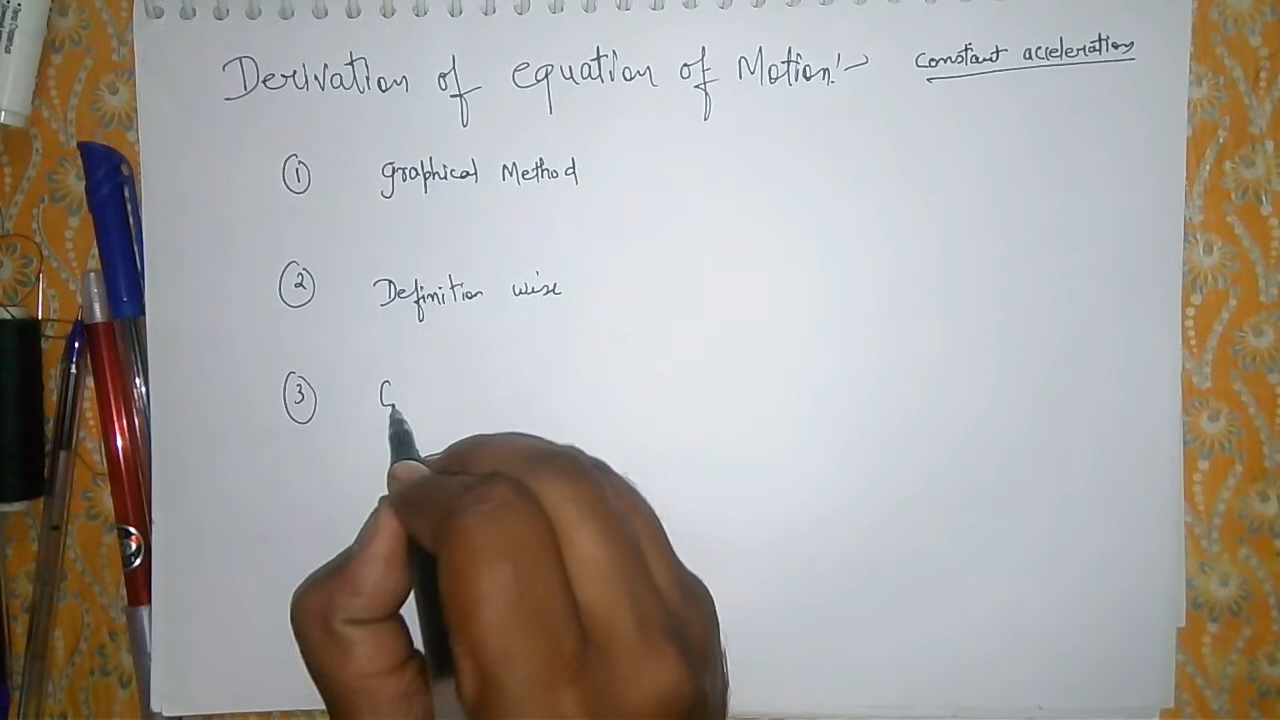 Derivation of equation of Motion:- constant acceleration
① graphical Method
② Definition wise
③ C